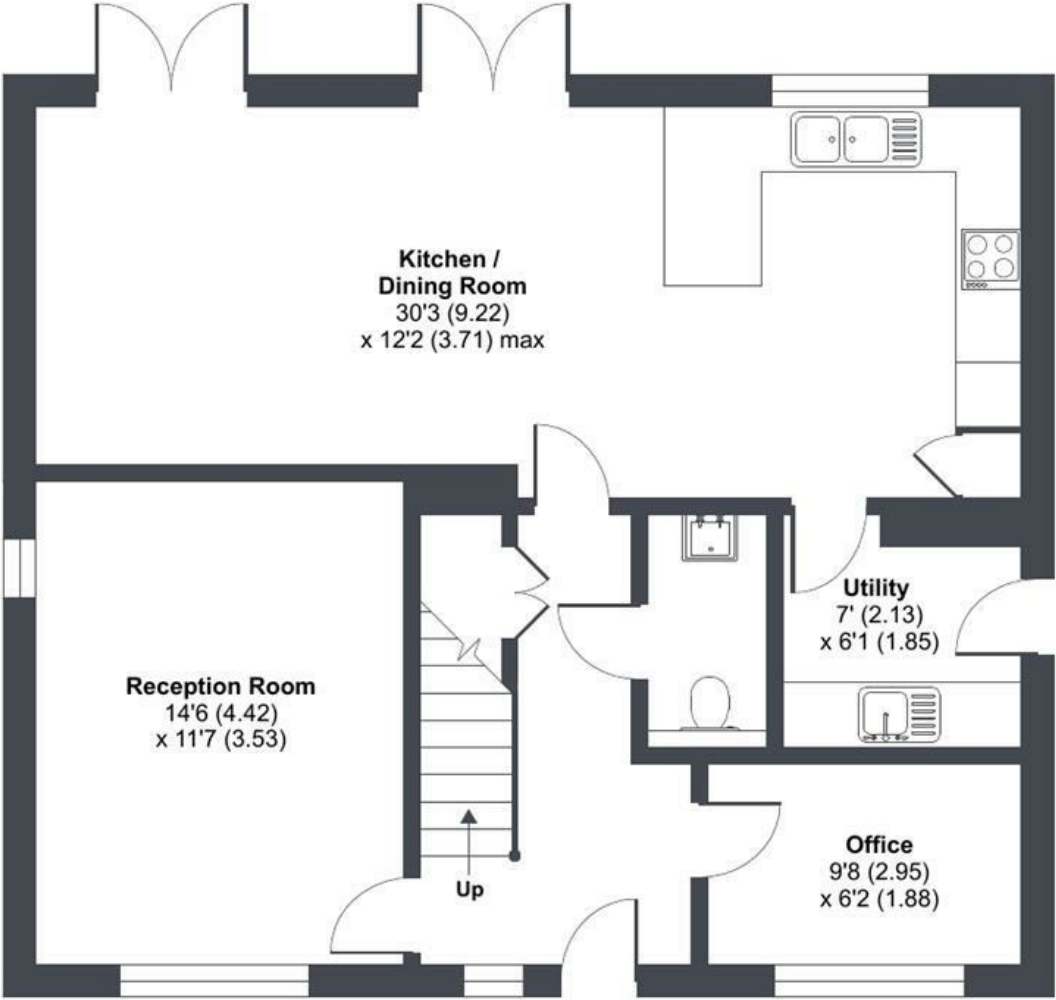 Kitchen /
Dining Room
30'3 (9.22)
x 12'2 (3.71) max
Utility
7' (2.13)
x 6'1 (1.85)
Reception Room
14'6 (4.42)
x 11'7 (3.53)
Office
9'8 (2.95)
x 6'2 (1.88)
Up